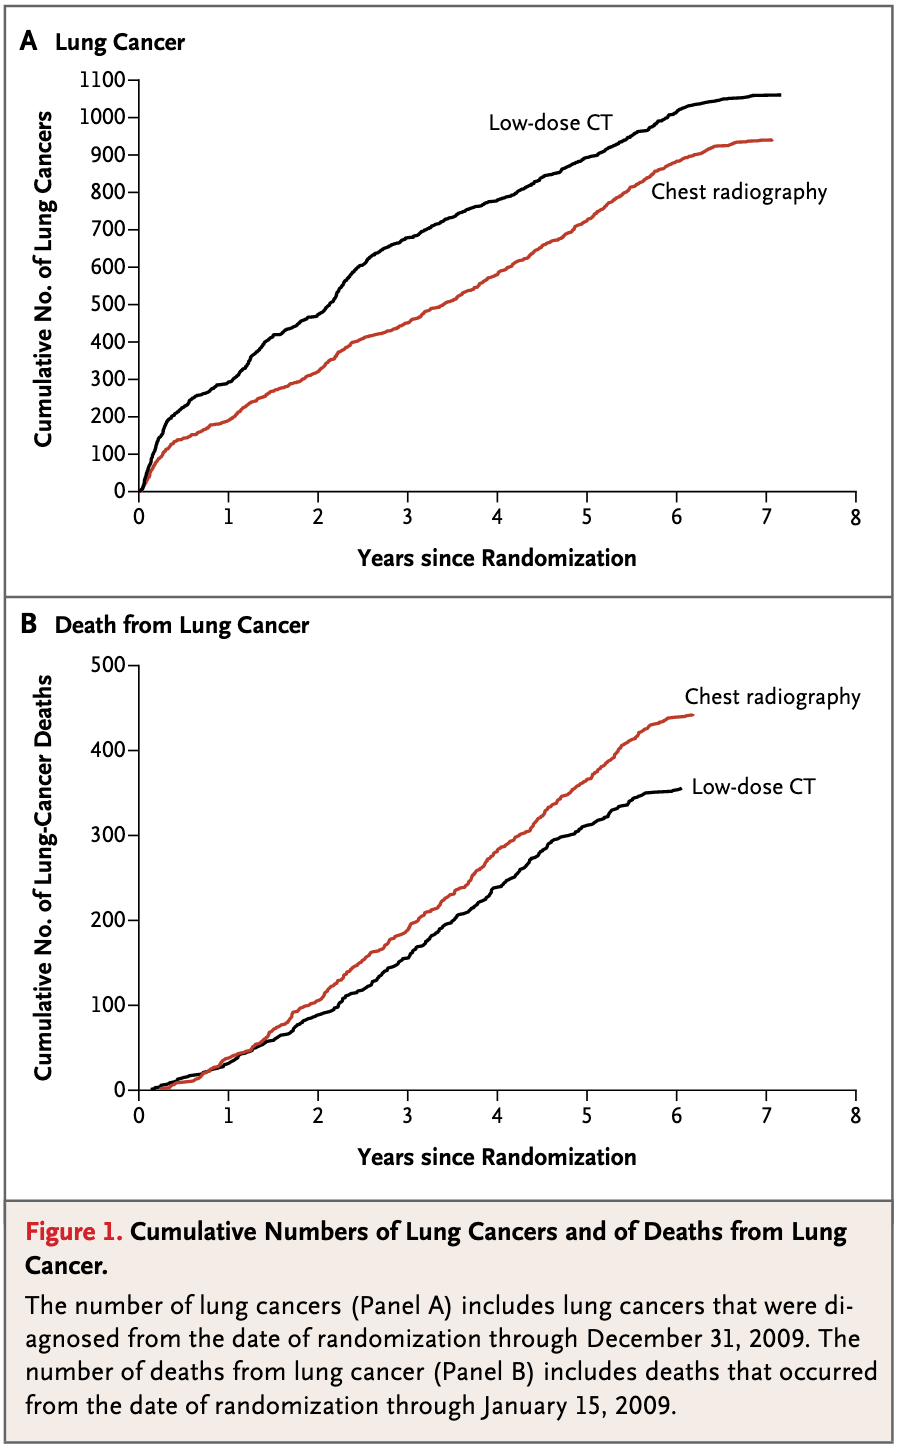 A Lung Cancer
Cumulative No. of Lung Cancers
1100
1000
900
800
700
600
500
400
300
200
100
0
Low-dose CT
Chest radiography
0 1 2 3 4 5 6 7 8
Years since Randomization
B Death from Lung Cancer
Cumulative No. of Lung-Cancer Deaths
500
400
300
200
100
0
Chest radiography
Low-dose CT
0 1 2 3 4 5 6 7 8
Years since Randomization
Figure 1. Cumulative Numbers of Lung Cancers and of Deaths from Lung
Cancer.
The number of lung cancers (Panel A) includes lung cancers that were di-
agnosed from the date of randomization through December 31, 2009. The
number of deaths from lung cancer (Panel B) includes deaths that occurred
from the date of randomization through January 15, 2009.